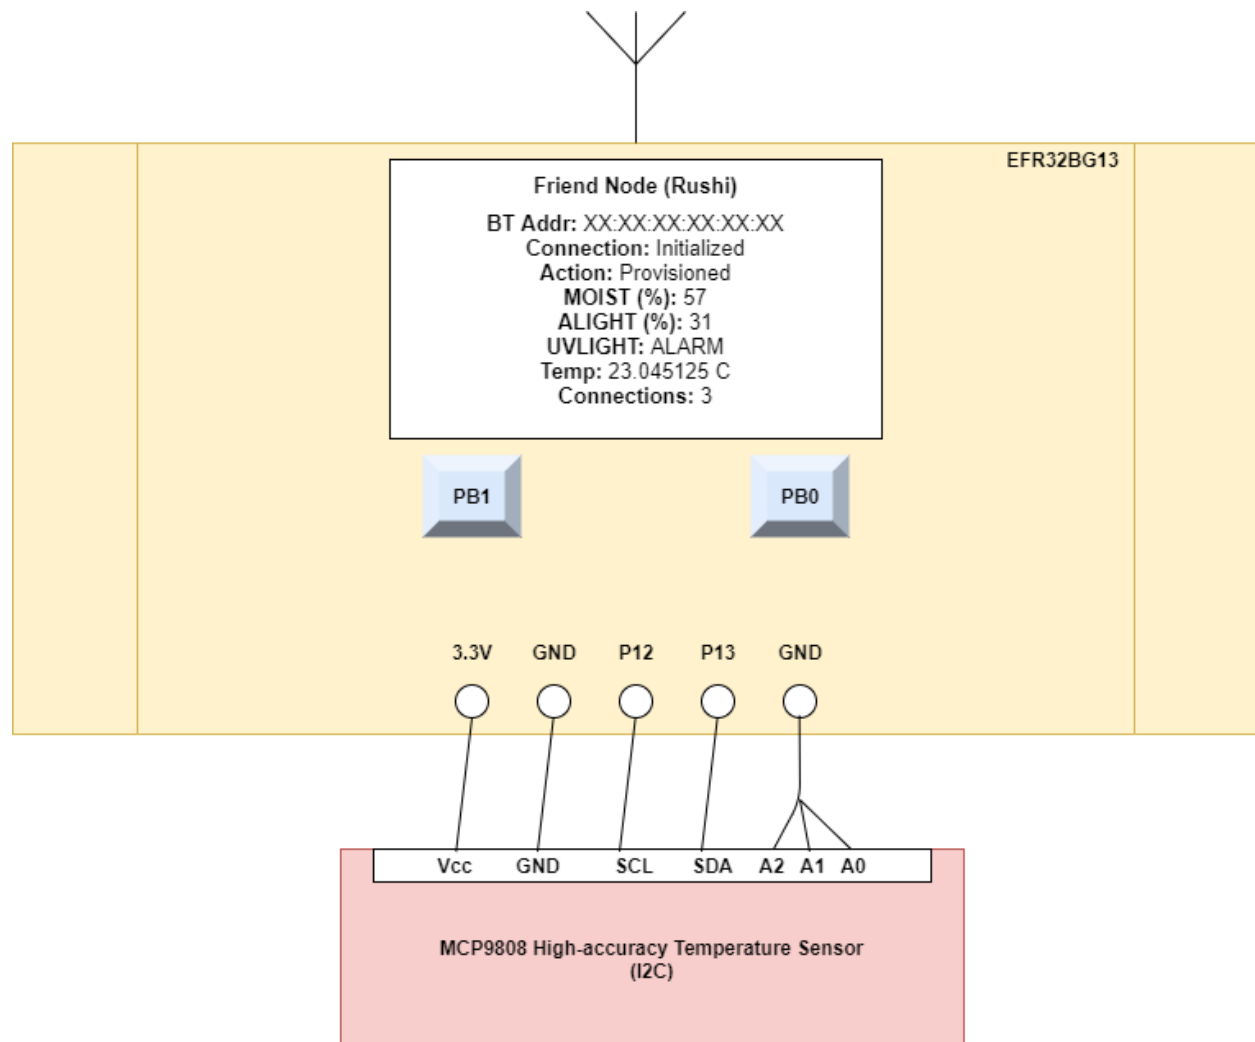 EFR32BG13
Friend Node (Rushi)
BT Addr: XX:XX:XX:XX:XX:XX
Connection: Initialized
Action: Provisioned
MOIST (%): 57
ALIGHT (%): 31
UVLIGHT: ALARM
Temp: 23.045125 C
Connections: 3
PB1 PB0
3.3V GND P12 P13 GND
Vcc GND SCL SDA A2 A1 A0
MCP9808 High-accuracy Temperature Sensor
(I2C)